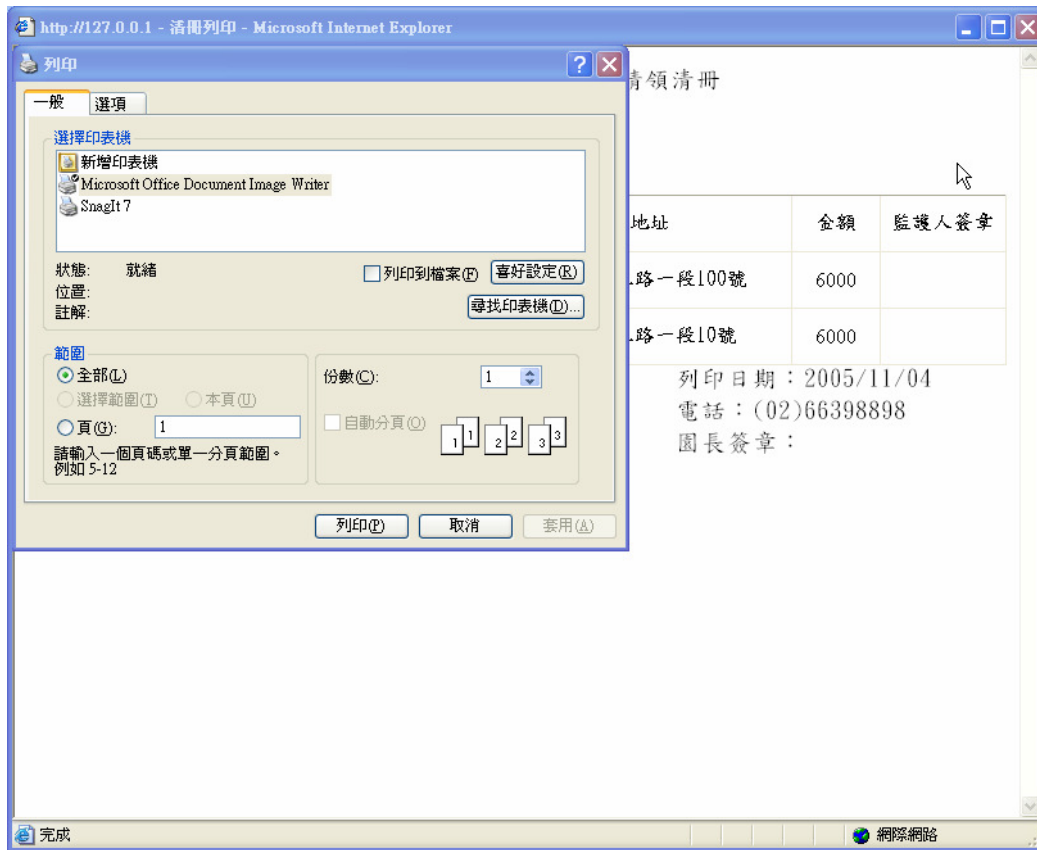 http://127.0.0.1 - 清冊列印 - Microsoft Internet Explorer
列印
一般 選項
選擇印表機
新增印表機
Microsoft Office Document Image Writer
SnagIt 7
狀態: 就緒
位置:
註解:
列印到檔案(F) 喜好設定(R)
尋找印表機(D)...
範圍
全部(L)
選擇範圍(T) 本頁(U)
頁(G): 1
請輸入一個頁碼或單一分頁範圍。
例如 5-12
份數(C): 1
自動分頁(O)
1 1 2 2 3 3
列印(P) 取消 套用(A)
領清冊
地址 金額 監護人簽章
路一段100號 6000
路一段10號 6000
列印日期：2005/11/04
電話：(02)66398898
園長簽章：
完成 網際網路